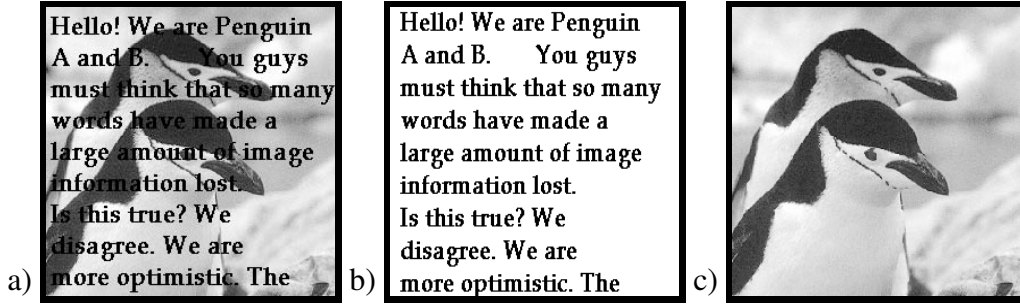 a)
Hello! We are Penguin
A and B. You guys
must think that so many
words have made a
large amount of image
information lost.
Is this true? We
disagree. We are
more optimistic. The
b)
Hello! We are Penguin
A and B. You guys
must think that so many
words have made a
large amount of image
information lost.
Is this true? We
disagree. We are
more optimistic. The
c)